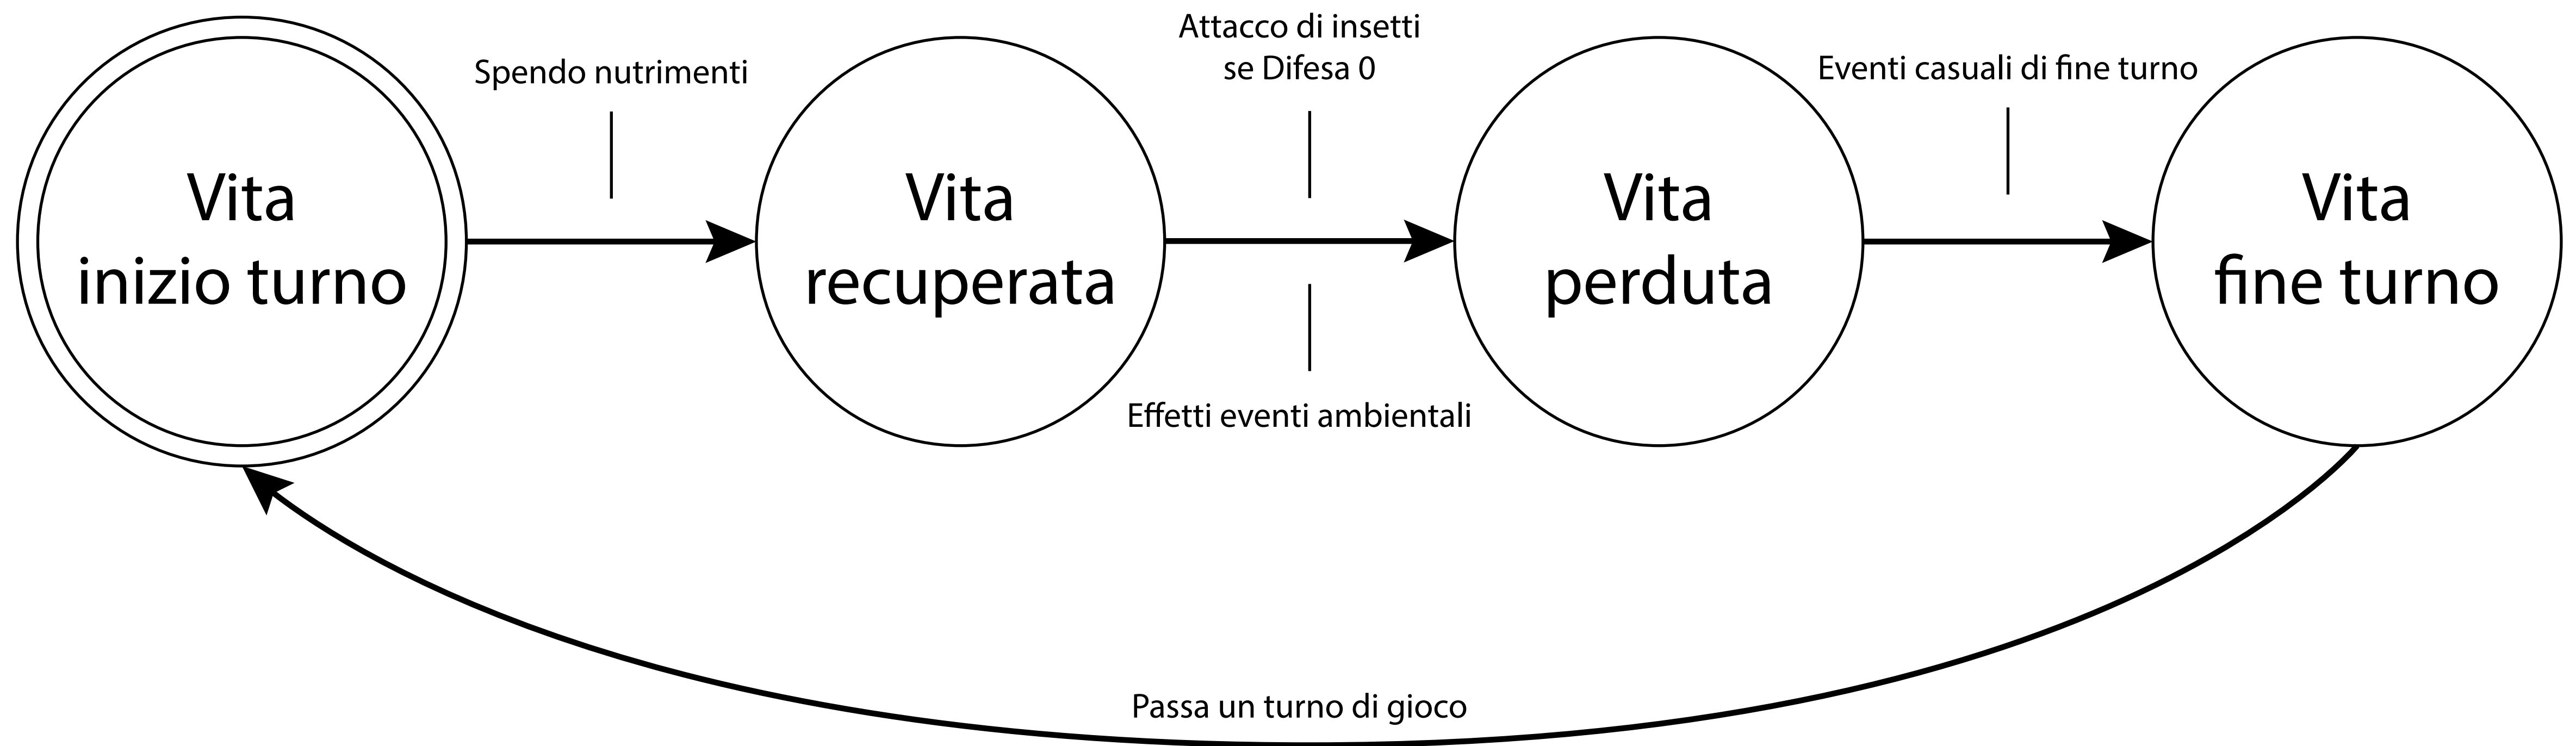 Vita
inizio turno
Spendo nutrimenti
Vita
recuperata
Attacco di insetti
se Difesa 0
Effetti eventi ambientali
Vita
perduta
Eventi casuali di fine turno
Vita
fine turno
Passa un turno di gioco